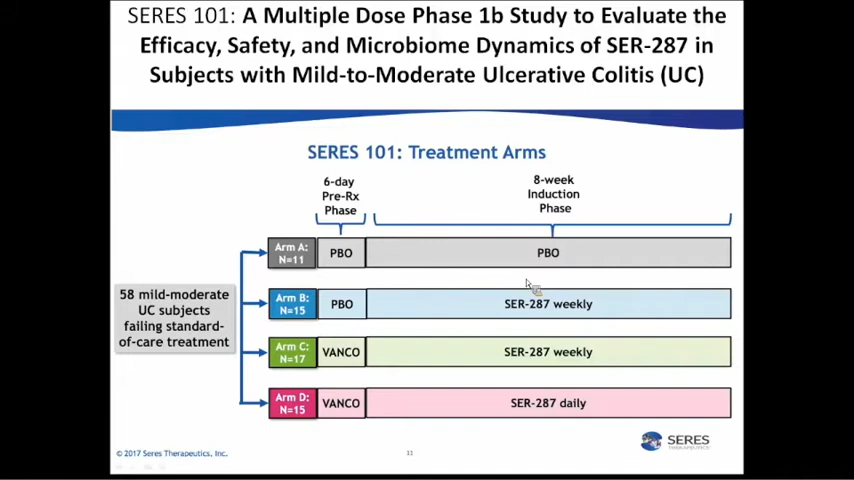 SERES 101: A Multiple Dose Phase 1b Study to Evaluate the
Efficacy, Safety, and Microbiome Dynamics of SER-287 in
Subjects with Mild-to-Moderate Ulcerative Colitis (UC)
SERES 101: Treatment Arms
6-day
Pre-Rx
Phase
8-week
Induction
Phase
58 mild-moderate
UC subjects
failing standard-
of-care treatment
Arm A:
N=11
PBO
PBO
Arm B:
N=15
PBO
SER-287 weekly
Arm C:
N=17
VANCO
SER-287 weekly
Arm D:
N=15
VANCO
SER-287 daily
© 2017 Seres Therapeutics, Inc.
11
SERES
THERAPEUTICS